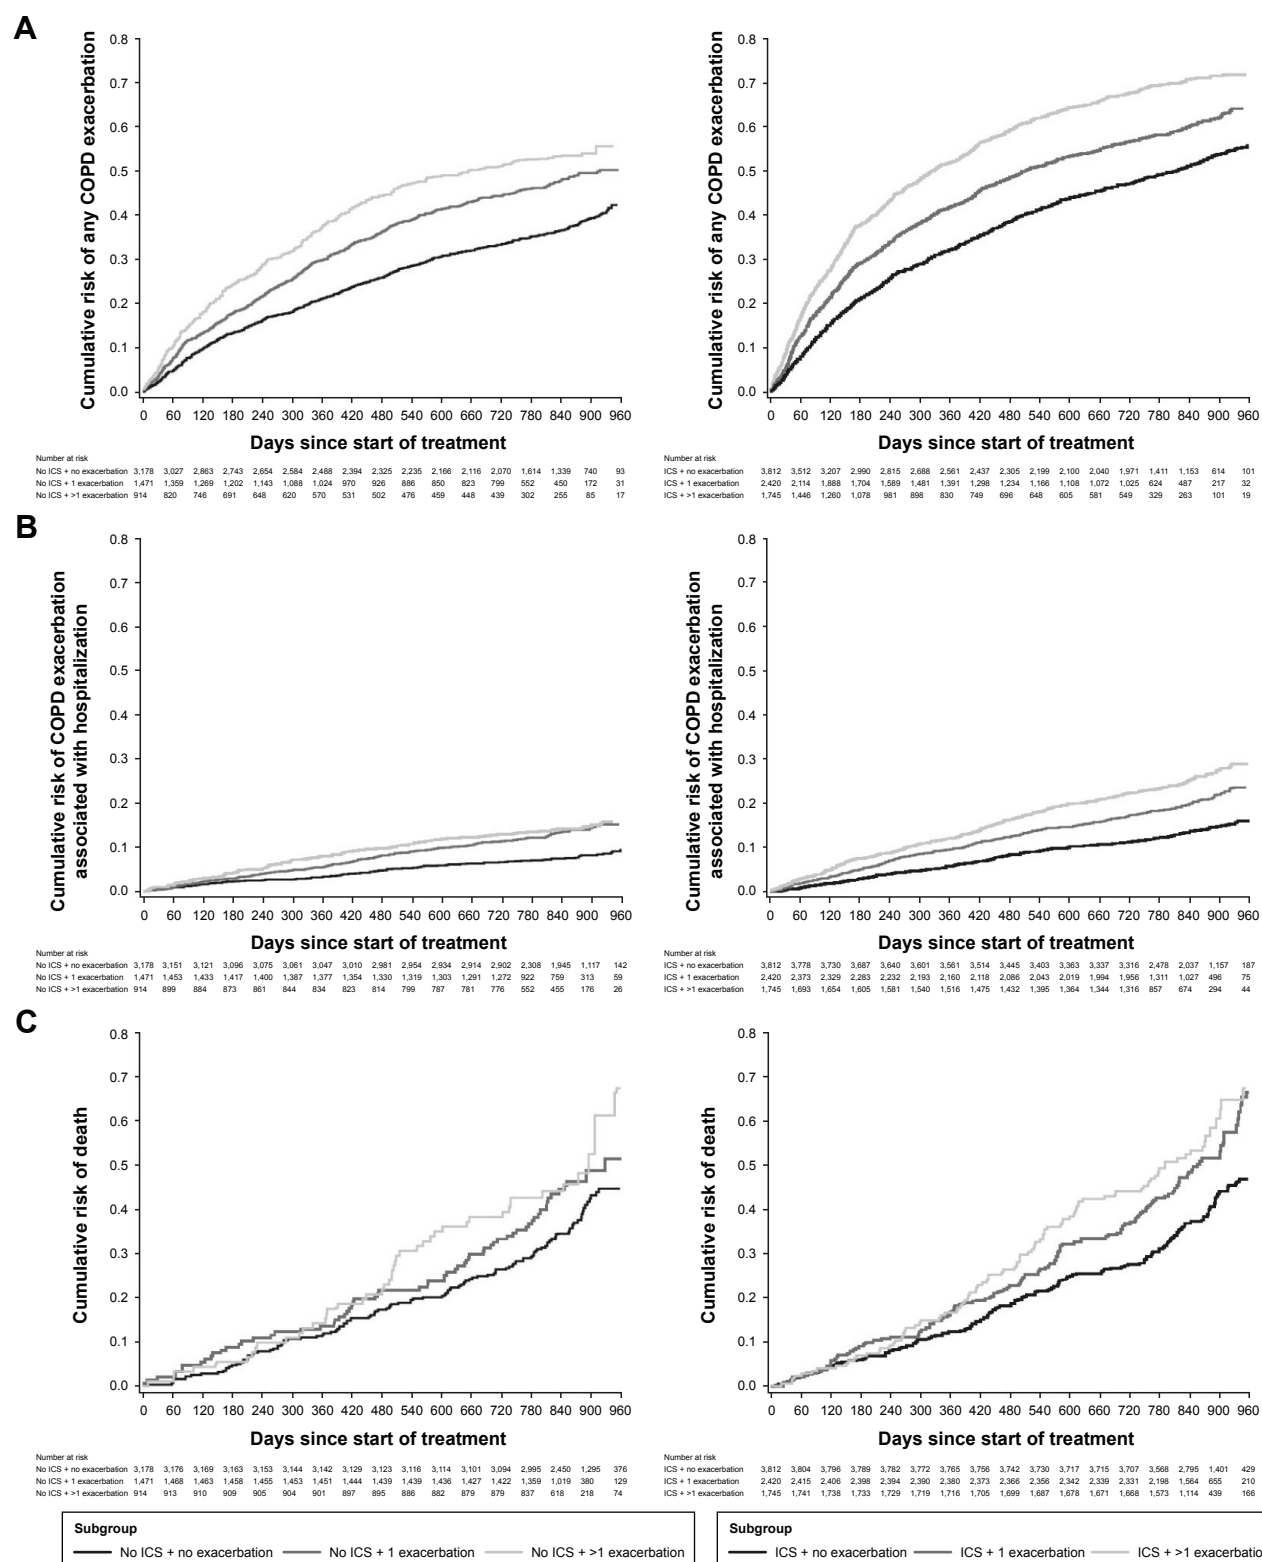 A
Cumulative risk of any COPD exacerbation
0.8
0.7
0.6
0.5
0.4
0.3
0.2
0.1
0.0
0 60 120 180 240 300 360 420 480 540 600 660 720 780 840 900 960
Days since start of treatment
Number at risk
No ICS + no exacerbation 3,178 3,027 2,863 2,743 2,654 2,584 2,488 2,394 2,325 2,235 2,166 2,116 2,070 1,614 1,339 740 93
No ICS + 1 exacerbation 1,471 1,359 1,269 1,202 1,143 1,088 1,024 970 926 886 850 823 799 552 450 172 31
No ICS + >1 exacerbation 914 820 746 691 648 620 570 531 502 476 459 448 439 302 255 85 17
Cumulative risk of any COPD exacerbation
0.8
0.7
0.6
0.5
0.4
0.3
0.2
0.1
0.0
0 60 120 180 240 300 360 420 480 540 600 660 720 780 840 900 960
Days since start of treatment
Number at risk
ICS + no exacerbation 3,812 3,512 3,207 2,990 2,815 2,688 2,561 2,437 2,305 2,199 2,100 2,040 1,971 1,411 1,153 614 101
ICS + 1 exacerbation 2,420 2,114 1,888 1,704 1,589 1,481 1,391 1,298 1,234 1,166 1,108 1,072 1,025 624 487 217 32
ICS + >1 exacerbation 1,745 1,446 1,260 1,078 981 898 830 749 696 648 605 581 549 329 263 101 19
B
Cumulative risk of COPD exacerbation
associated with hospitalization
0.8
0.7
0.6
0.5
0.4
0.3
0.2
0.1
0.0
0 60 120 180 240 300 360 420 480 540 600 660 720 780 840 900 960
Days since start of treatment
Number at risk
No ICS + no exacerbation 3,178 3,151 3,121 3,096 3,075 3,061 3,047 3,010 2,981 2,954 2,934 2,914 2,902 2,308 1,945 1,117 142
No ICS + 1 exacerbation 1,471 1,453 1,433 1,417 1,400 1,387 1,377 1,354 1,330 1,319 1,303 1,291 1,272 922 759 313 59
No ICS + >1 exacerbation 914 899 884 873 861 844 834 823 814 799 787 781 776 552 455 176 26
Cumulative risk of COPD exacerbation
associated with hospitalization
0.8
0.7
0.6
0.5
0.4
0.3
0.2
0.1
0.0
0 60 120 180 240 300 360 420 480 540 600 660 720 780 840 900 960
Days since start of treatment
Number at risk
ICS + no exacerbation 3,812 3,778 3,730 3,687 3,640 3,601 3,561 3,514 3,445 3,403 3,363 3,337 3,316 2,478 2,037 1,157 187
ICS + 1 exacerbation 2,420 2,373 2,329 2,283 2,232 2,193 2,160 2,118 2,086 2,043 2,019 1,994 1,956 1,311 1,027 496 75
ICS + >1 exacerbation 1,745 1,693 1,654 1,605 1,581 1,540 1,516 1,475 1,432 1,395 1,364 1,344 1,316 857 674 294 44
C
Cumulative risk of death
0.8
0.7
0.6
0.5
0.4
0.3
0.2
0.1
0.0
0 60 120 180 240 300 360 420 480 540 600 660 720 780 840 900 960
Days since start of treatment
Number at risk
No ICS + no exacerbation 3,178 3,176 3,169 3,163 3,153 3,144 3,142 3,129 3,123 3,116 3,114 3,101 3,094 2,995 2,450 1,295 376
No ICS + 1 exacerbation 1,471 1,468 1,463 1,458 1,455 1,453 1,451 1,444 1,439 1,439 1,436 1,427 1,422 1,359 1,019 380 129
No ICS + >1 exacerbation 914 913 910 909 905 904 901 897 895 886 882 879 879 837 618 218 74
Cumulative risk of death
0.8
0.7
0.6
0.5
0.4
0.3
0.2
0.1
0.0
0 60 120 180 240 300 360 420 480 540 600 660 720 780 840 900 960
Days since start of treatment
Number at risk
ICS + no exacerbation 3,812 3,804 3,796 3,789 3,782 3,772 3,765 3,756 3,742 3,730 3,717 3,715 3,707 3,568 2,795 1,401 429
ICS + 1 exacerbation 2,420 2,415 2,406 2,398 2,394 2,390 2,380 2,373 2,366 2,356 2,342 2,339 2,331 2,198 1,564 655 210
ICS + >1 exacerbation 1,745 1,741 1,738 1,733 1,729 1,719 1,716 1,705 1,699 1,687 1,678 1,671 1,668 1,573 1,114 439 166
Subgroup
No ICS + no exacerbation No ICS + 1 exacerbation No ICS + >1 exacerbation
Subgroup
ICS + no exacerbation ICS + 1 exacerbation ICS + >1 exacerbatio